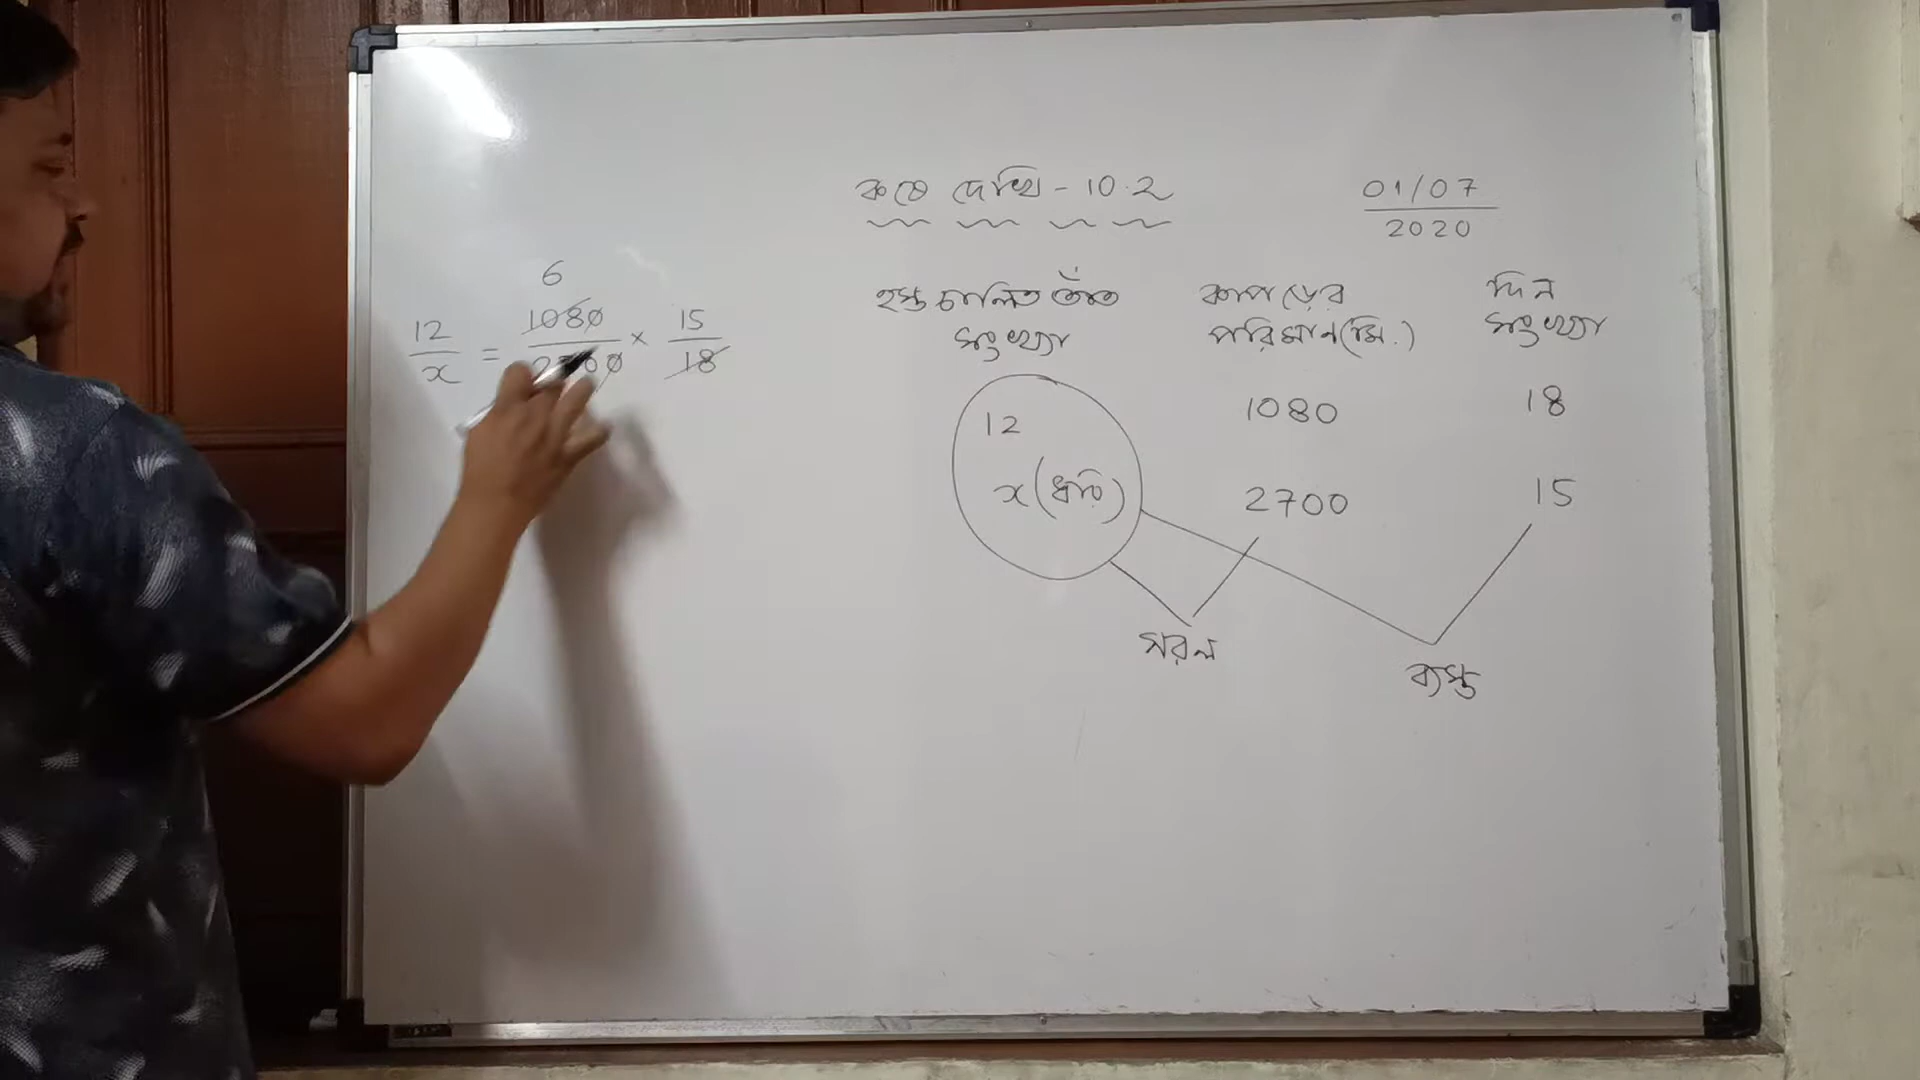 কষে দেখি - 10.2
01/07
2020
হস্তচালিত তাঁত সংখ্যা
কাপড়ের পরিমান (মি.)
দিন সংখ্যা
12 1080 18
x (ধরি) 2700 15
সরল
ব্যস্ত
6
12/x = 1080/2700 × 15/18